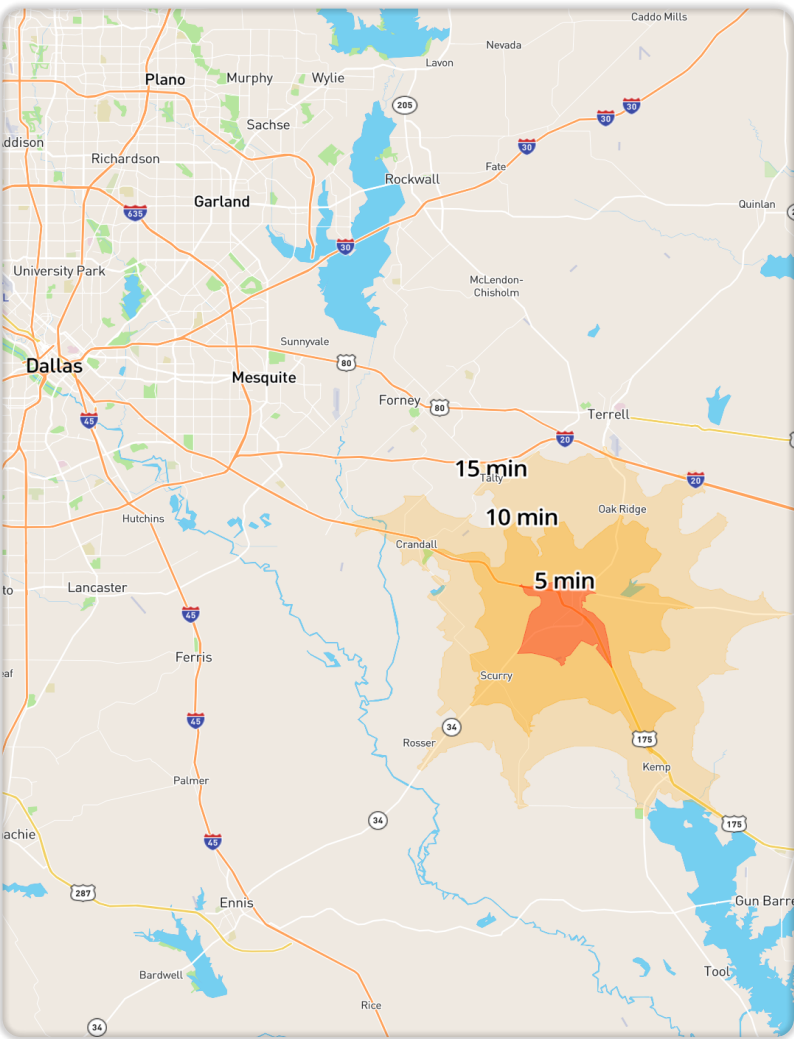 Caddo Mills
Nevada
Lavon
Plano
Murphy
Wylie
30
205
30
Sachse
ddison
30
Richardson
Fate
Rockwall
Garland
Quinlan
635
30
University Park
McLendon-
Chisholm
L
Sunnyvale
80
Dallas
Mesquite
Forney
80
Terrell
45
20
15 min
Talty
20
10 min
Oak Ridge
Hutchins
Crandall
5 min
Lancaster
to
45
Ferris
eaf
Scurry
45
34
Rosser
175
Kemp
Palmer
34
175
achie
45
287
Ennis
Gun Barre
Bardwell
Tool
Rice
34